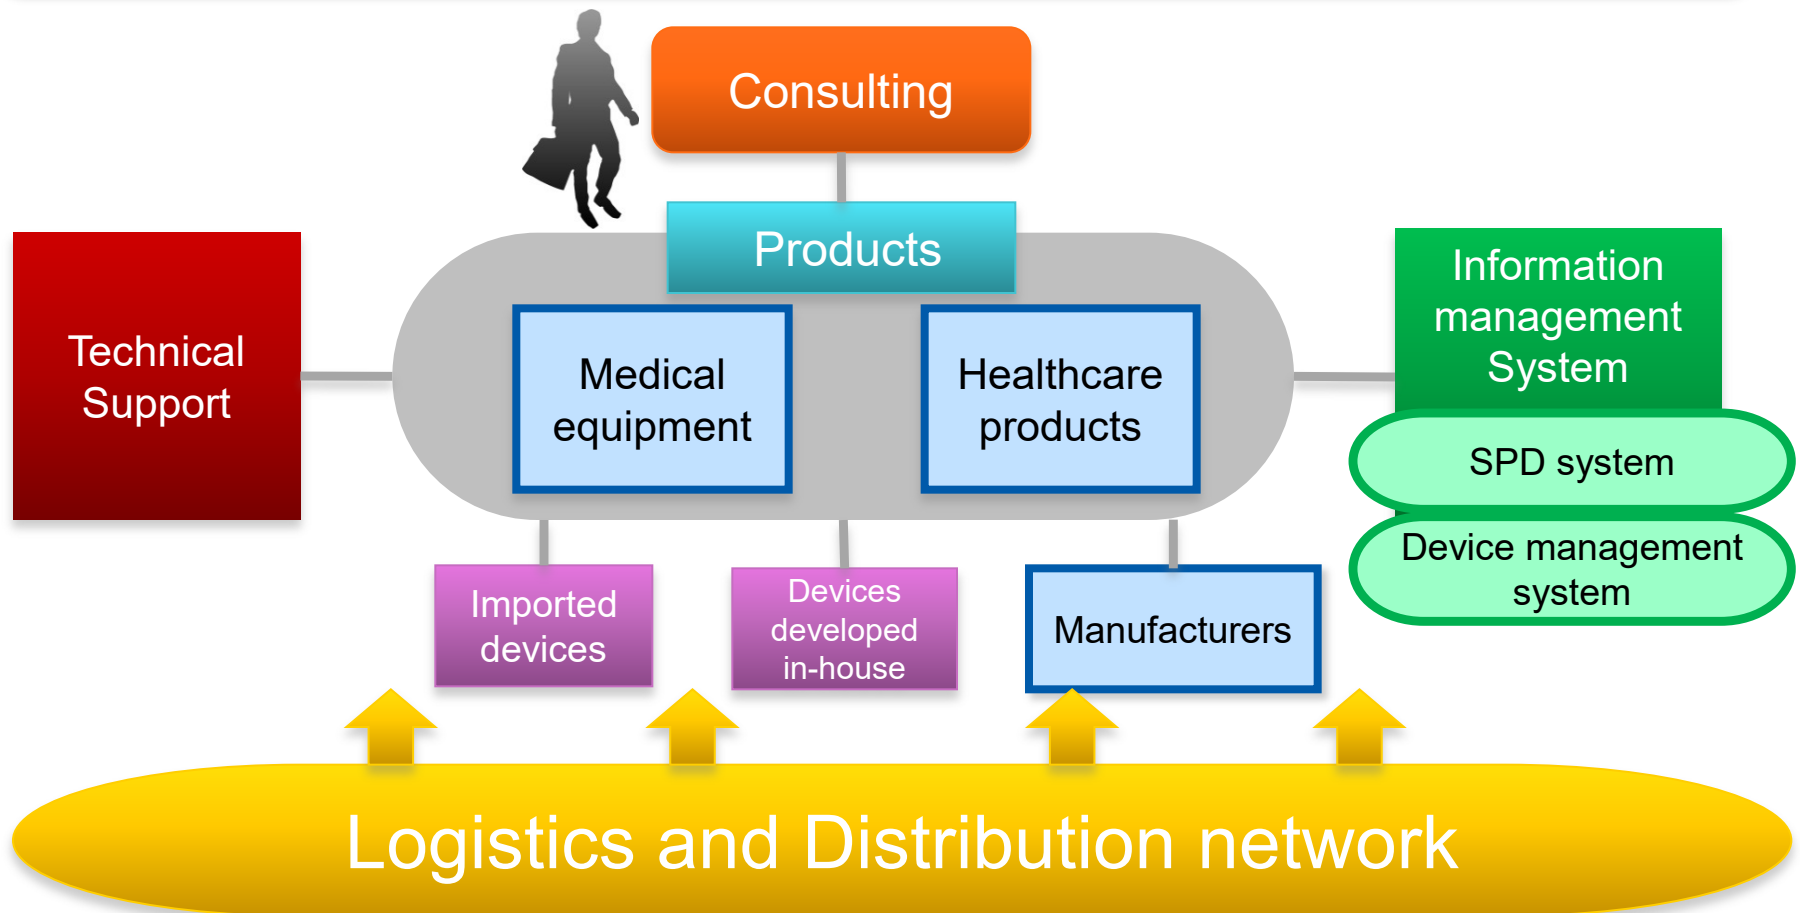 Consulting
Products
Technical
Support
Medical
equipment
Healthcare
products
Information
management
System
SPD system
Device management
system
Imported
devices
Devices
developed
in-house
Manufacturers
Logistics and Distribution network